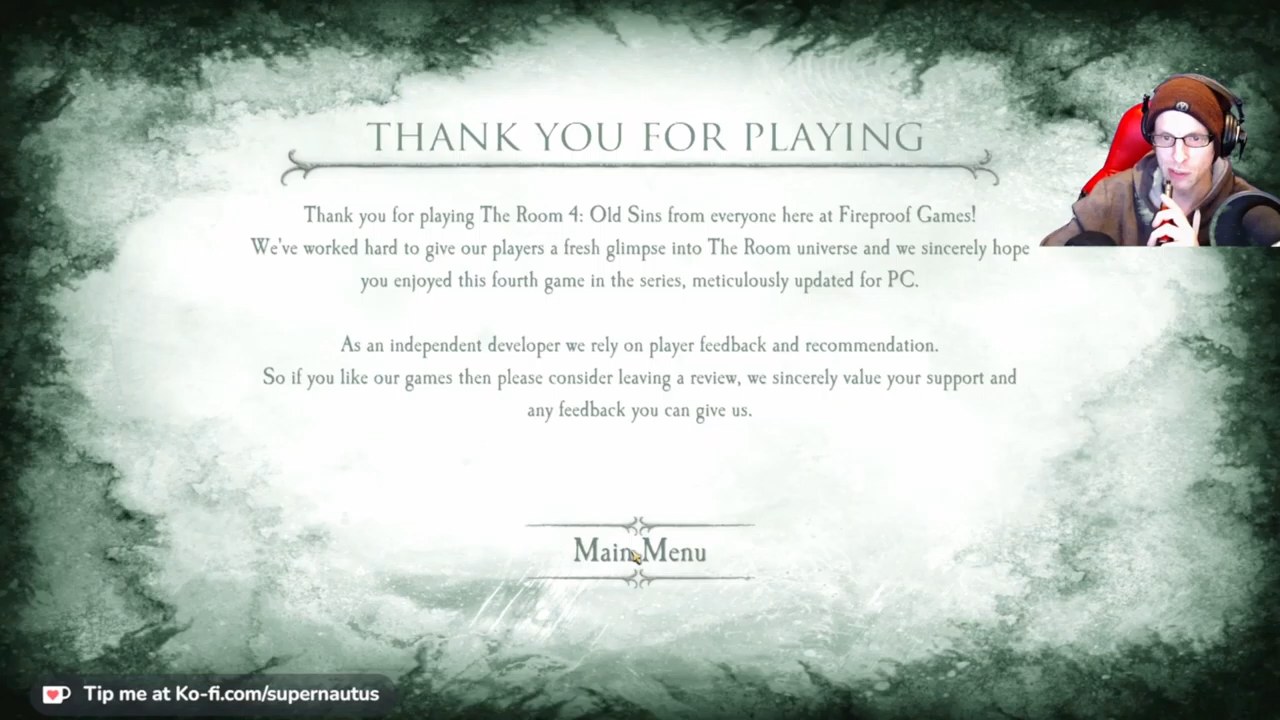 THANK YOU FOR PLAYING
Thank you for playing The Room 4: Old Sins from everyone here at Fireproof Games!
We've worked hard to give our players a fresh glimpse into The Room universe and we sincerely hope
you enjoyed this fourth game in the series, meticulously updated for PC.
As an independent developer we rely on player feedback and recommendation.
So if you like our games then please consider leaving a review, we sincerely value your support and
any feedback you can give us.
Main Menu
Tip me at Ko-fi.com/supernautus